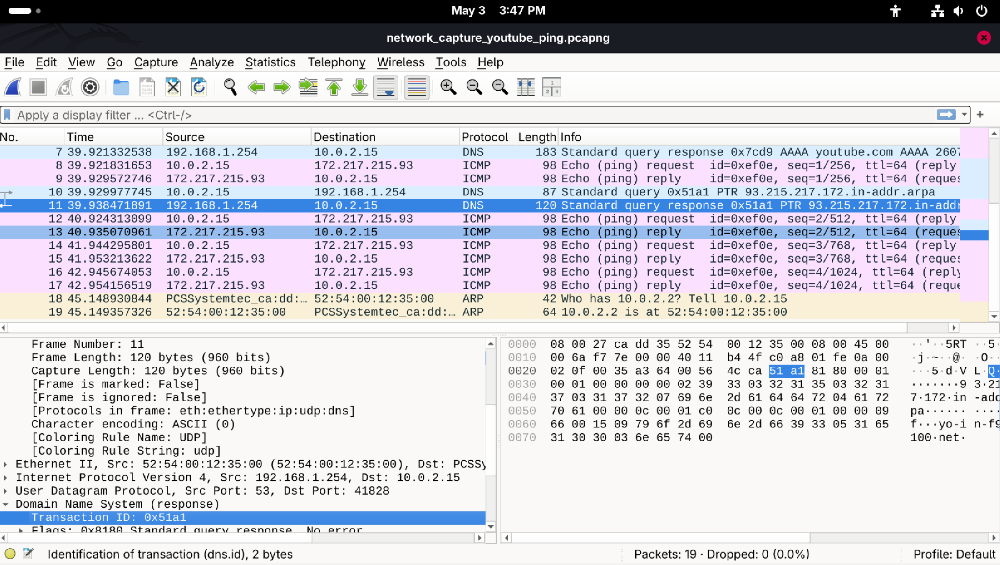 May 3 3:47 PM
network_capture_youtube_ping.pcapng
File Edit View Go Capture Analyze Statistics Telephony Wireless Tools Help
Apply a display filter ... <Ctrl-/>
No. Time Source Destination Protocol Length Info
7 39.921332538 192.168.1.254 10.0.2.15 DNS 183 Standard query response 0x7cd9 AAAA youtube.com AAAA 2607
8 39.921831653 10.0.2.15 172.217.215.93 ICMP 98 Echo (ping) request id=0xef0e, seq=1/256, ttl=64 (reply
9 39.929572746 172.217.215.93 10.0.2.15 ICMP 98 Echo (ping) reply id=0xef0e, seq=1/256, ttl=64 (reques
10 39.929977745 10.0.2.15 192.168.1.254 DNS 87 Standard query 0x51a1 PTR 93.215.217.172.in-addr.arpa
11 39.938471891 192.168.1.254 10.0.2.15 DNS 120 Standard query response 0x51a1 PTR 93.215.217.172.in-addr
12 40.924313099 10.0.2.15 172.217.215.93 ICMP 98 Echo (ping) request id=0xef0e, seq=2/512, ttl=64 (reply
13 40.935070961 172.217.215.93 10.0.2.15 ICMP 98 Echo (ping) reply id=0xef0e, seq=2/512, ttl=64 (reques
14 41.944295801 10.0.2.15 172.217.215.93 ICMP 98 Echo (ping) request id=0xef0e, seq=3/768, ttl=64 (reply
15 41.953213622 172.217.215.93 10.0.2.15 ICMP 98 Echo (ping) reply id=0xef0e, seq=3/768, ttl=64 (reques
16 42.945674053 10.0.2.15 172.217.215.93 ICMP 98 Echo (ping) request id=0xef0e, seq=4/1024, ttl=64 (reply
17 42.954156519 172.217.215.93 10.0.2.15 ICMP 98 Echo (ping) reply id=0xef0e, seq=4/1024, ttl=64 (reque
18 45.148930844 PCSSystemtec_ca:dd:… 52:54:00:12:35:00 ARP 42 Who has 10.0.2.2? Tell 10.0.2.15
19 45.149357326 52:54:00:12:35:00 PCSSystemtec_ca:dd:… ARP 64 10.0.2.2 is at 52:54:00:12:35:00
Frame Number: 11
Frame Length: 120 bytes (960 bits)
Capture Length: 120 bytes (960 bits)
[Frame is marked: False]
[Frame is ignored: False]
[Protocols in frame: eth:ethertype:ip:udp:dns]
Character encoding: ASCII (0)
[Coloring Rule Name: UDP]
[Coloring Rule String: udp]
Ethernet II, Src: 52:54:00:12:35:00 (52:54:00:12:35:00), Dst: PCSSy
Internet Protocol Version 4, Src: 192.168.1.254, Dst: 10.0.2.15
User Datagram Protocol, Src Port: 53, Dst Port: 41828
Domain Name System (response)
Transaction ID: 0x51a1
Flags: 0x8180 Standard query response, No error
0000 08 00 27 ca dd 35 52 54 00 12 35 00 08 00 45 00 ··'··5RT ··5·
0010 00 6a f7 7e 00 00 40 11 b4 4f c0 a8 01 fe 0a 00 ·j·~··@· ·O··
0020 02 0f 00 35 a3 64 00 56 4c ca 51 a1 81 80 00 01 ···5·d·V L·Q·
0030 00 01 00 00 00 00 02 39 33 03 32 31 35 03 32 31 ·······9 3·21
0040 37 03 31 37 32 07 69 6e 2d 61 64 64 72 04 61 72 7·172·in -add
0050 70 61 00 00 0c 00 01 c0 0c 00 0c 00 01 00 00 09 pa······ ····
0060 66 00 15 09 79 6f 2d 69 6e 2d 66 39 33 05 31 65 f···yo-i n-f9
0070 31 30 30 03 6e 65 74 00 100·net·
Identification of transaction (dns.id), 2 bytes
Packets: 19 · Dropped: 0 (0.0%)
Profile: Default